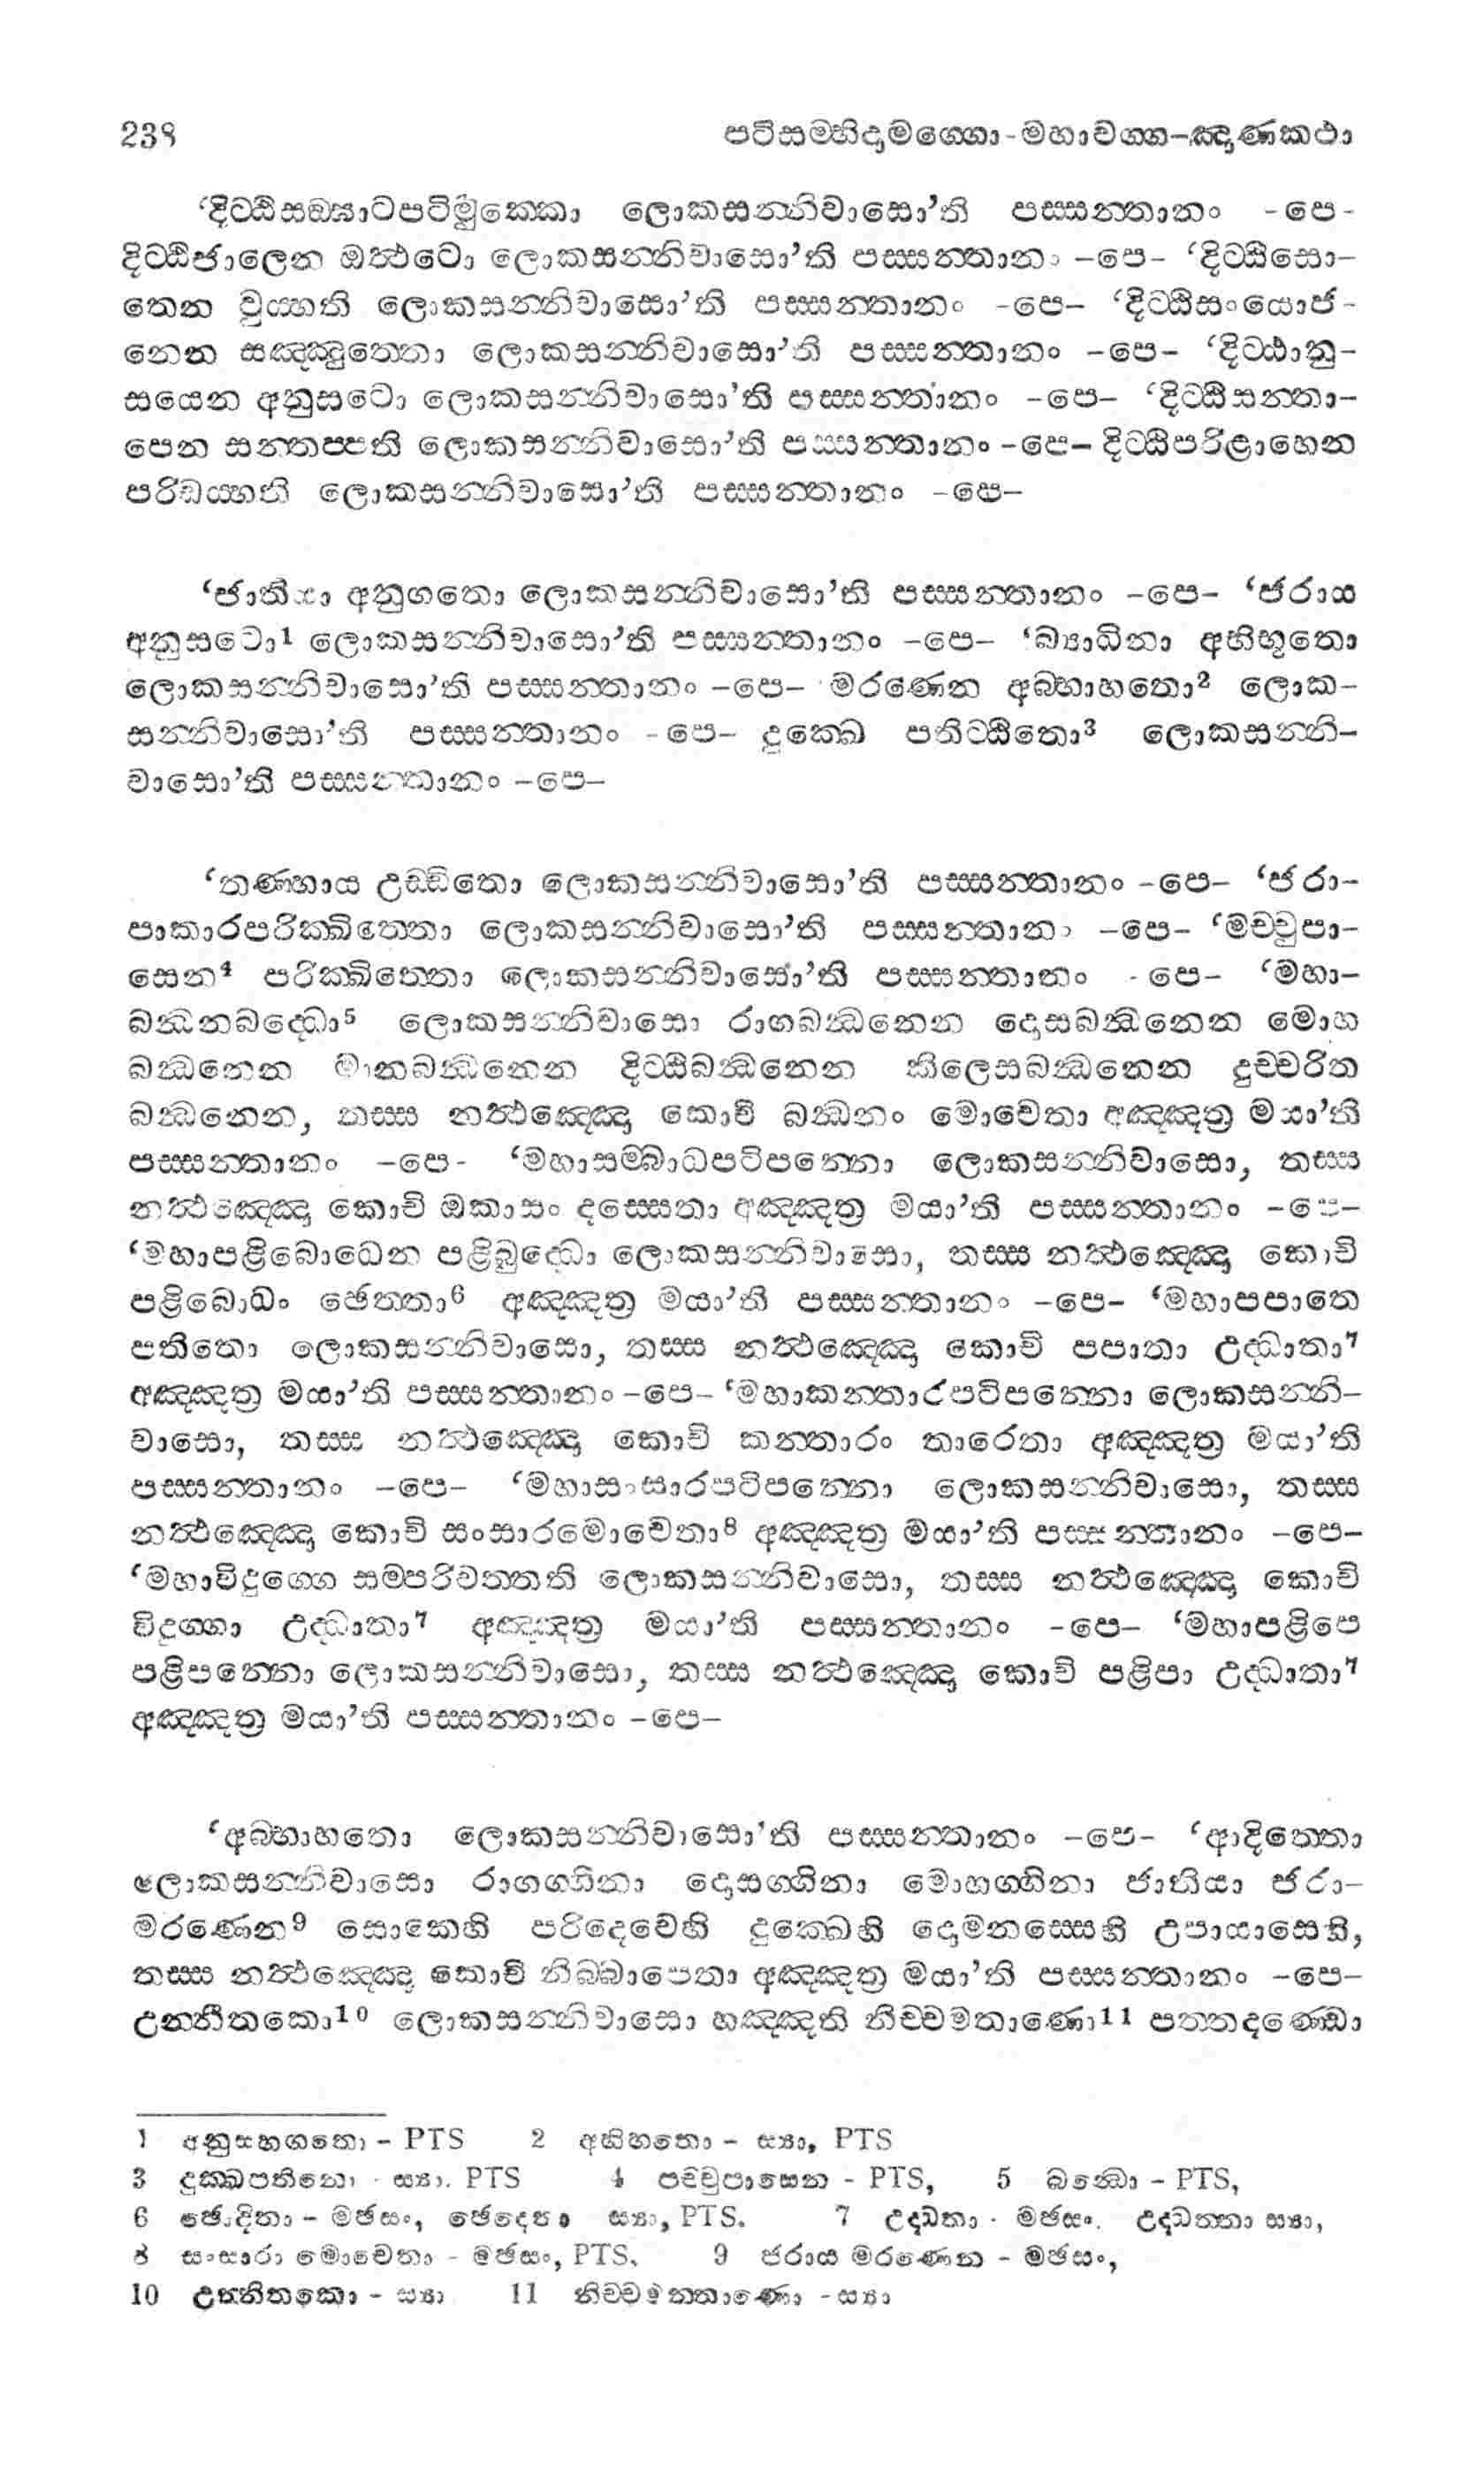 238
පටිසම්භිදාමග්ගො-මහාවග්ග-ඤාණකථා
‘දිට්ඨිසඞ්ඝාටපටිමුක්කො ලොකසන්නිවාසො’ති පස්සන්තානං -පෙ-
දිට්ඨිජාලෙන ඔත්ථටො ලොකසන්නිවාසො’ති පස්සන්තානං -පෙ- ‘දිට්ඨිසො-
තෙන වුය්හති ලොකසන්නිවාසො’ති පස්සන්තානං -පෙ- ‘දිට්ඨිසංයොජ-
නෙන සඤ්ඤුත්තො ලොකසන්නිවාසො’ති පස්සන්තානං -පෙ- ‘දිට්ඨානු-
සයෙන අනුසටො ලොකසන්නිවාසො’ති පස්සන්තානං -පෙ- ‘දිට්ඨිසන්තා-
පෙන සන්තප්පති ලොකසන්නිවාසො’ති පස්සන්තානං -පෙ- දිට්ඨිපරිළාහෙන
පරිඩය්හති ලොකසන්නිවාසො’ති පස්සන්තානං -පෙ-
‘ජාතියා අනුගතො ලොකසන්නිවාසො’ති පස්සන්තානං -පෙ- ‘ජරාය
අනුසටො1 ලොකසන්නිවාසො’ති පස්සන්තානං -පෙ- ‘බ්‍යාධිනා අභිභූතො
ලොකසන්නිවාසො’ති පස්සන්තානං -පෙ- ‘මරණෙන අබ්භාහතො2 ලොක-
සන්නිවාසො’ති පස්සන්තානං -පෙ- දුක්ඛෙ පතිට්ඨිතො3 ලොකසන්නි-
වාසො’ති පස්සන්තානං -පෙ-
‘තණ්හාය උඩ්ඩිතො ලොකසන්නිවාසො’ති පස්සන්තානං -පෙ- ‘ජරා-
පාකාරපරික්ඛිත්තො ලොකසන්නිවාසො’ති පස්සන්තානං -පෙ- ‘මච්චුපා-
සෙන4 පරික්ඛිත්තො ලොකසන්නිවාසො’ති පස්සන්තානං -පෙ- ‘මහා-
බන්ධනබද්ධො5 ලොකසන්නිවාසො රාගබන්ධනෙන දොසබන්ධනෙන මොහ
බන්ධනෙන මානබන්ධනෙන දිට්ඨිබන්ධනෙන කිලෙසබන්ධනෙන දුච්චරිත
බන්ධනෙන, තස්ස නත්ථඤ්ඤො කොචි බන්ධනං මොචෙතා අඤ්ඤත්‍ර මයා’ති
පස්සන්තානං -පෙ- ‘මහාසම්බාධපටිපන්නො ලොකසන්නිවාසො, තස්ස
නත්ථඤ්ඤො කොචි ඔකාසං දස්සෙතා අඤ්ඤත්‍ර මයා’ති පස්සන්තානං -පෙ-
‘මහාපළිබොධෙන පළිබුද්ධො ලොකසන්නිවාසො, තස්ස නත්ථඤ්ඤො කොචි
පළිබොධං ඡෙත්තා6 අඤ්ඤත්‍ර මයා’ති පස්සන්තානං -පෙ- ‘මහාපපාතෙ
පතිතො ලොකසන්නිවාසො, තස්ස නත්ථඤ්ඤො කොචි පපාතා උද්ධාතා7
අඤ්ඤත්‍ර මයා’ති පස්සන්තානං -පෙ- ‘මහාකන්තාරපටිපන්නො ලොකසන්නි-
වාසො, තස්ස නත්ථඤ්ඤො කොචි කන්තාරං තාරෙතා අඤ්ඤත්‍ර මයා’ති
පස්සන්තානං -පෙ- ‘මහාසංසාරපටිපන්නො ලොකසන්නිවාසො, තස්ස
නත්ථඤ්ඤො කොචි සංසාරමොචෙතා8 අඤ්ඤත්‍ර මයා’ති පස්සන්තානං -පෙ-
‘මහාවිදුග්ගෙ සම්පරිවත්තති ලොකසන්නිවාසො, තස්ස නත්ථඤ්ඤො කොචි
විදුග්ගා උද්ධාතා7 අඤ්ඤත්‍ර මයා’ති පස්සන්තානං -පෙ- ‘මහාපළිපෙ
පළිපන්නො ලොකසන්නිවාසො, තස්ස නත්ථඤ්ඤො කොචි පළිපා උද්ධාතා7
අඤ්ඤත්‍ර මයා’ති පස්සන්තානං -පෙ-
‘අබ්භාහතො ලොකසන්නිවාසො’ති පස්සන්තානං -පෙ- ‘ආදිත්තො
ලොකසන්නිවාසො රාගග්ගිනා දොසග්ගිනා මොහග්ගිනා ජාතියා ජරා-
මරණෙන9 සොකෙහි පරිදෙවෙහි දුක්ඛෙහි දොමනස්සෙහි උපායාසෙහි,
තස්ස නත්ථඤ්ඤො කොචි නිබ්බාපෙතා අඤ්ඤත්‍ර මයා’ති පස්සන්තානං -පෙ-
උන්නීතකො10 ලොකසන්නිවාසො හඤ්ඤති නිච්චමතාණො11 පත්තදණ්ඩො
1 අනුසහගතො - PTS 2 අභිහතො - ස්‍යා, PTS
3 දුක්ඛපතිතො - ස්‍යා. PTS 4 පච්චුපාසෙන - PTS, 5 බන්ධො - PTS,
6 ඡෙදිතා - මඡසං, ඡෙදෙතා ස්‍යා, PTS. 7 උද්ධතා - මඡසං. උද්ධත්තා ස්‍යා,
8 සංසාරා මොචෙතා - මඡසං, PTS. 9 ජරාය මරණෙන - මඡසං,
10 උන්නිතකො - ස්‍යා 11 නිච්චමත්තාණො - ස්‍යා